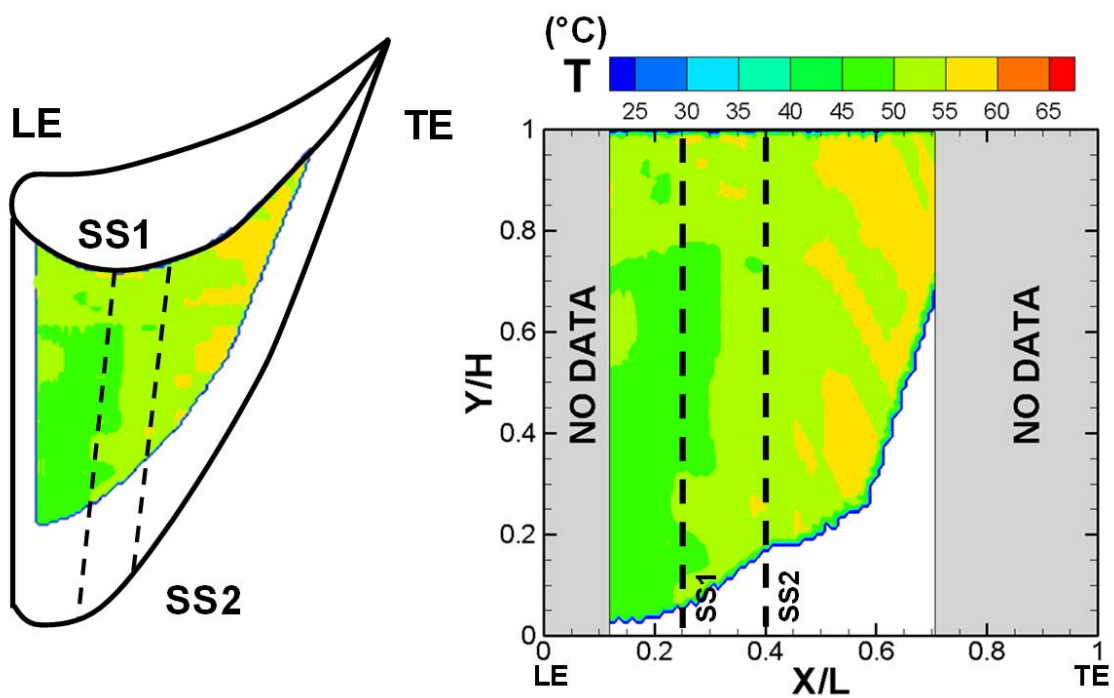 LE
TE
SS1
SS2
(°C)
T
25 30 35 40 45 50 55 60 65
1
0.8
0.6
0.4
0.2
0
Y/H
NO DATA
NO DATA
SS1
SS2
0 0.2 0.4 0.6 0.8 1
LE X/L TE